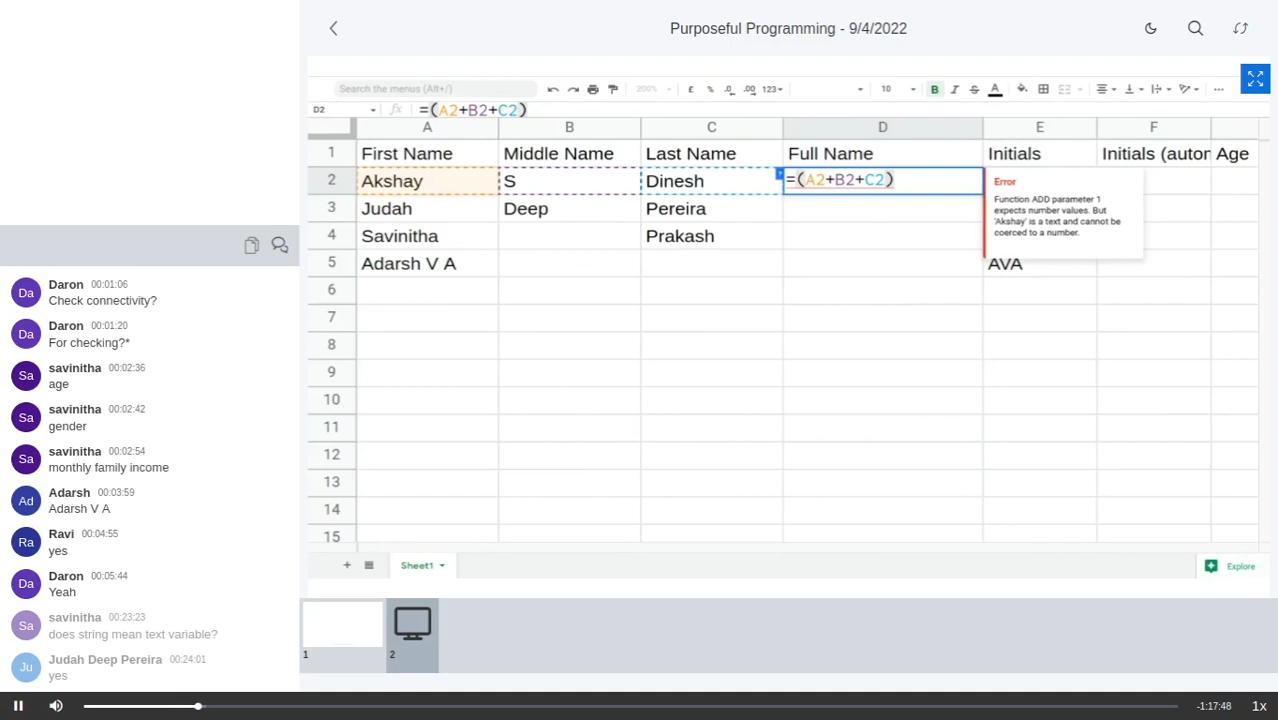 Purposeful Programming - 9/4/2022
Search the menus (Alt+/)
200%
£ % .0 .00 123
10 B I S A
D2 fx =(A2+B2+C2)
A B C D E F
1 First Name Middle Name Last Name Full Name Initials Initials (autor Age
2 Akshay S Dinesh ? =(A2+B2+C2)
Error
Function ADD parameter 1
expects number values. But
'Akshay' is a text and cannot be
coerced to a number.
3 Judah Deep Pereira
4 Savinitha Prakash
5 Adarsh V A AVA
6
7
8
9
10
11
12
13
14
15
+ Sheet1 Explore
1
2
Da Daron 00:01:06
Check connectivity?
Da Daron 00:01:20
For checking?*
Sa savinitha 00:02:36
age
Sa savinitha 00:02:42
gender
Sa savinitha 00:02:54
monthly family income
Ad Adarsh 00:03:59
Adarsh V A
Ra Ravi 00:04:55
yes
Da Daron 00:05:44
Yeah
Sa savinitha 00:23:23
does string mean text variable?
Ju Judah Deep Pereira 00:24:01
yes
-1:17:48 1x